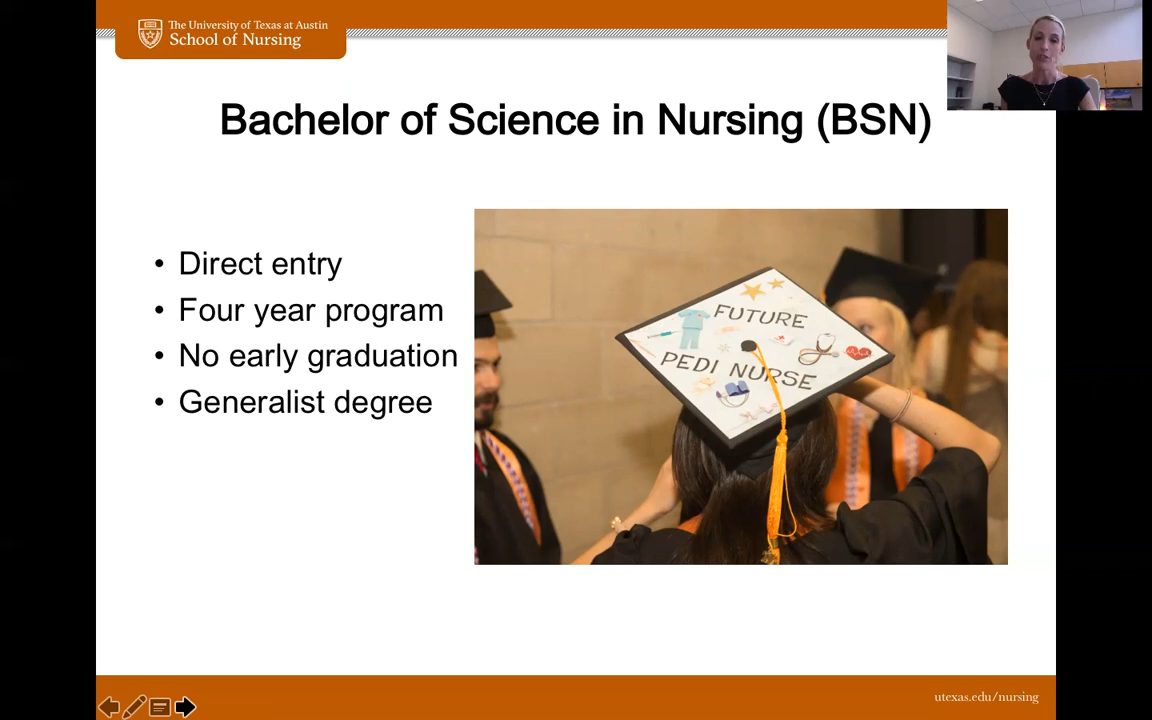 The University of Texas at Austin
School of Nursing
Bachelor of Science in Nursing (BSN)
• Direct entry
• Four year program
• No early graduation
• Generalist degree
FUTURE
PEDI NURSE
utexas.edu/nursing